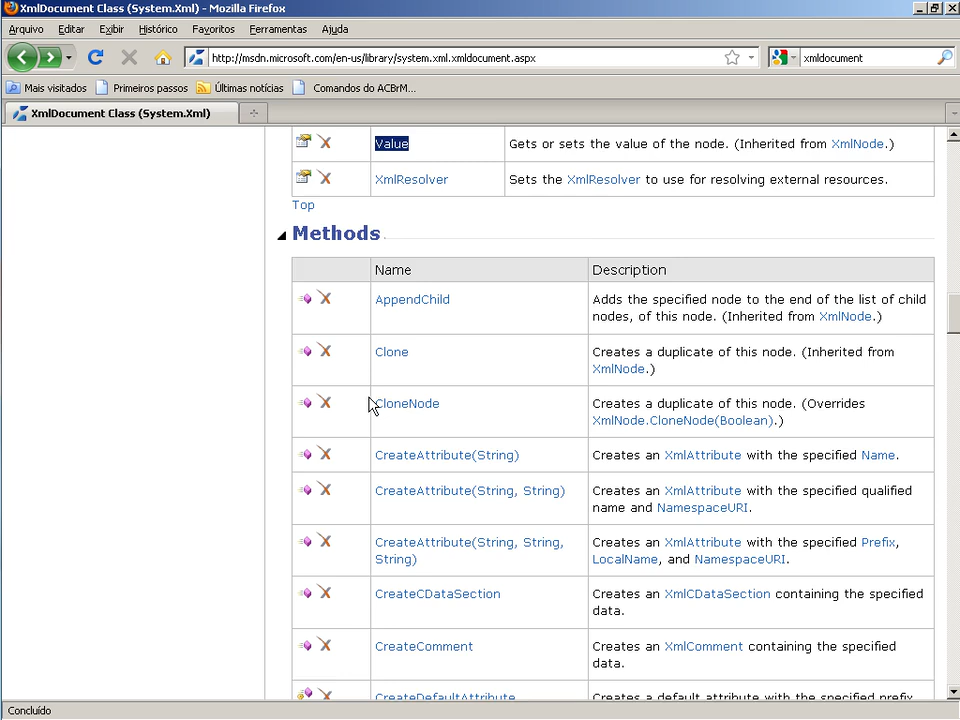 XmlDocument Class (System.Xml) - Mozilla Firefox
Arquivo Editar Exibir Histórico Favoritos Ferramentas Ajuda
http://msdn.microsoft.com/en-us/library/system.xml.xmldocument.aspx xmldocument
Mais visitados Primeiros passos Últimas notícias Comandos do ACBrM...
XmlDocument Class (System.Xml)
Value Gets or sets the value of the node. (Inherited from XmlNode.)
XmlResolver Sets the XmlResolver to use for resolving external resources.
Top
Methods
Name Description
AppendChild Adds the specified node to the end of the list of child
nodes, of this node. (Inherited from XmlNode.)
Clone Creates a duplicate of this node. (Inherited from
XmlNode.)
CloneNode Creates a duplicate of this node. (Overrides
XmlNode.CloneNode(Boolean).)
CreateAttribute(String) Creates an XmlAttribute with the specified Name.
CreateAttribute(String, String) Creates an XmlAttribute with the specified qualified
name and NamespaceURI.
CreateAttribute(String, String, Creates an XmlAttribute with the specified Prefix,
String) LocalName, and NamespaceURI.
CreateCDataSection Creates an XmlCDataSection containing the specified
data.
CreateComment Creates an XmlComment containing the specified
data.
CreateDefaultAttribute Creates a default attribute with the specified prefix,
Concluído